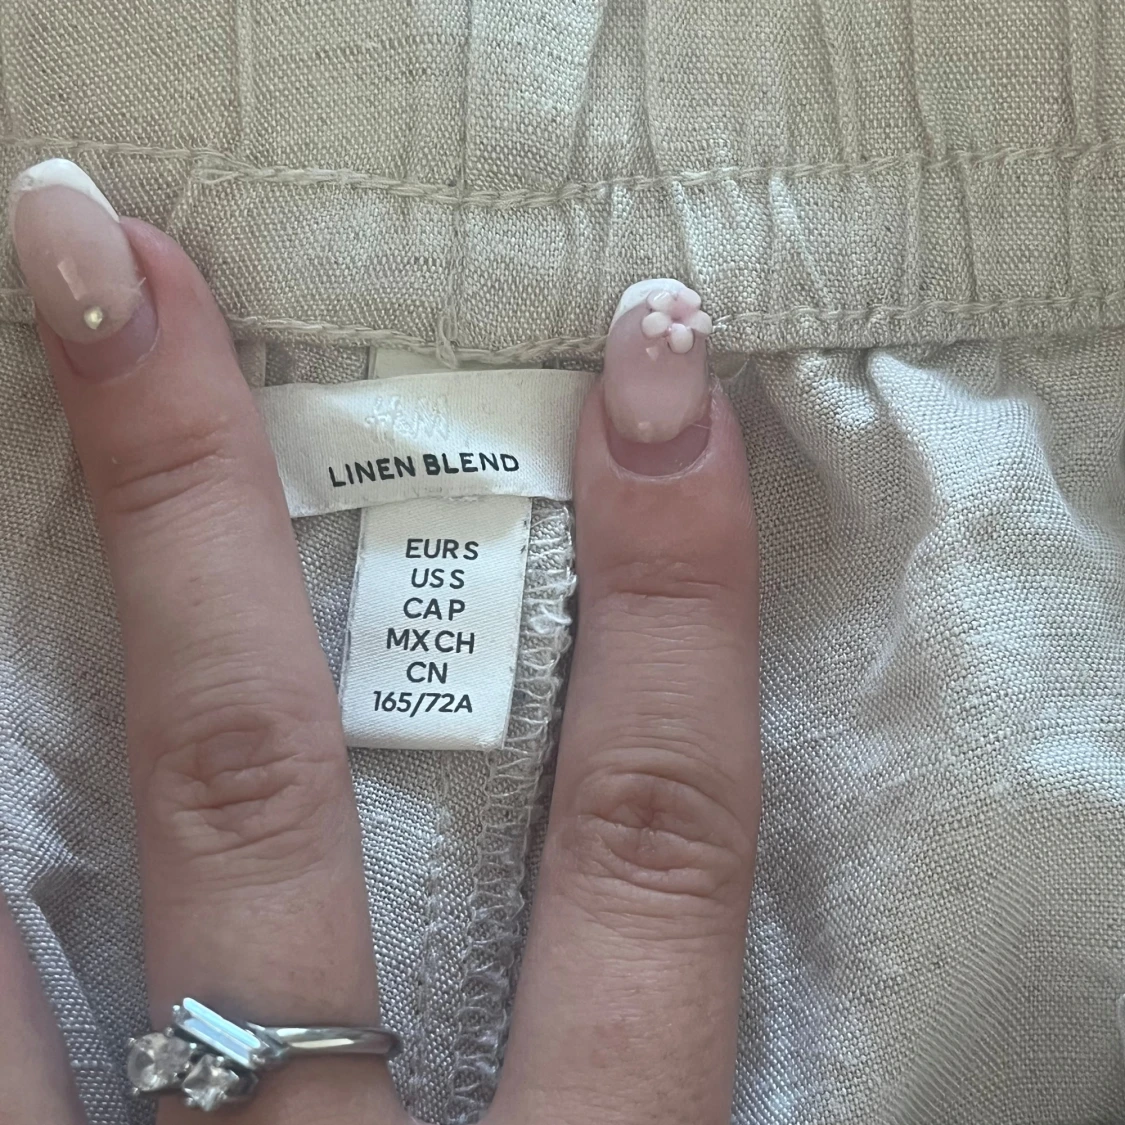 H&M
LINEN BLEND
EUR S
US S
CA P
MX CH
CN
165/72A